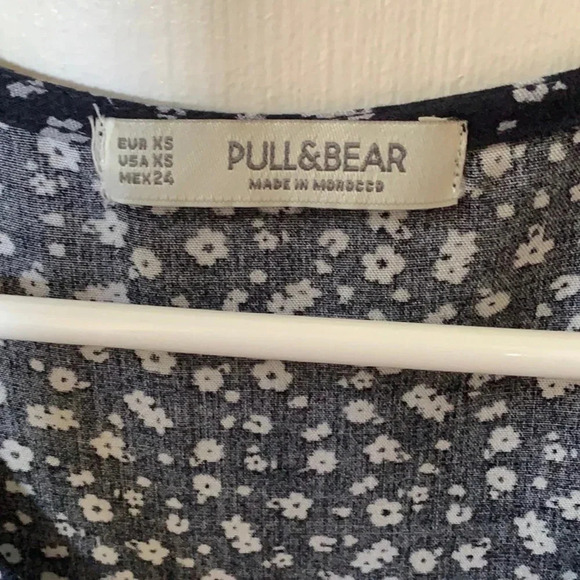 EUR XS
USA XS
MEX 24
PULL&BEAR
MADE IN MOROCCO